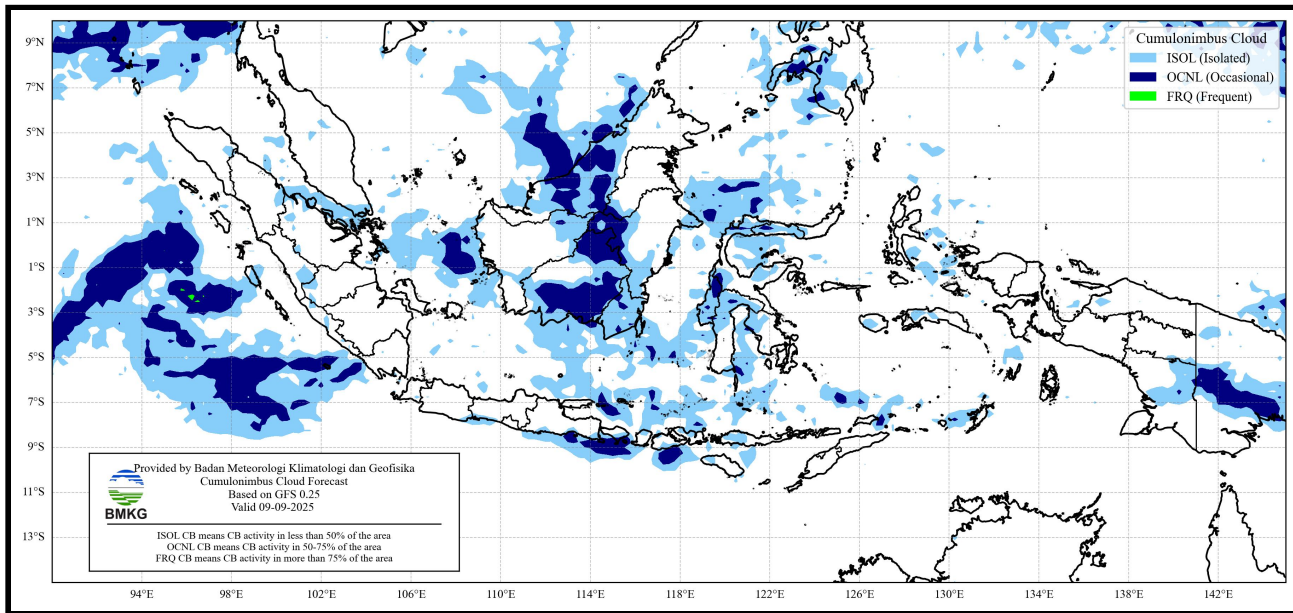 Cumulonimbus Cloud
ISOL (Isolated)
OCNL (Occasional)
FRQ (Frequent)
9°N
7°N
5°N
3°N
1°N
1°S
3°S
5°S
7°S
9°S
11°S
13°S
Provided by Badan Meteorologi Klimatologi dan Geofisika
Cumulonimbus Cloud Forecast
Based on GFS 0.25
Valid 09-09-2025
BMKG
ISOL CB means CB activity in less than 50% of the area
OCNL CB means CB activity in 50-75% of the area
FRQ CB means CB activity in more than 75% of the area
94°E 98°E 102°E 106°E 110°E 114°E 118°E 122°E 126°E 130°E 134°E 138°E 142°E